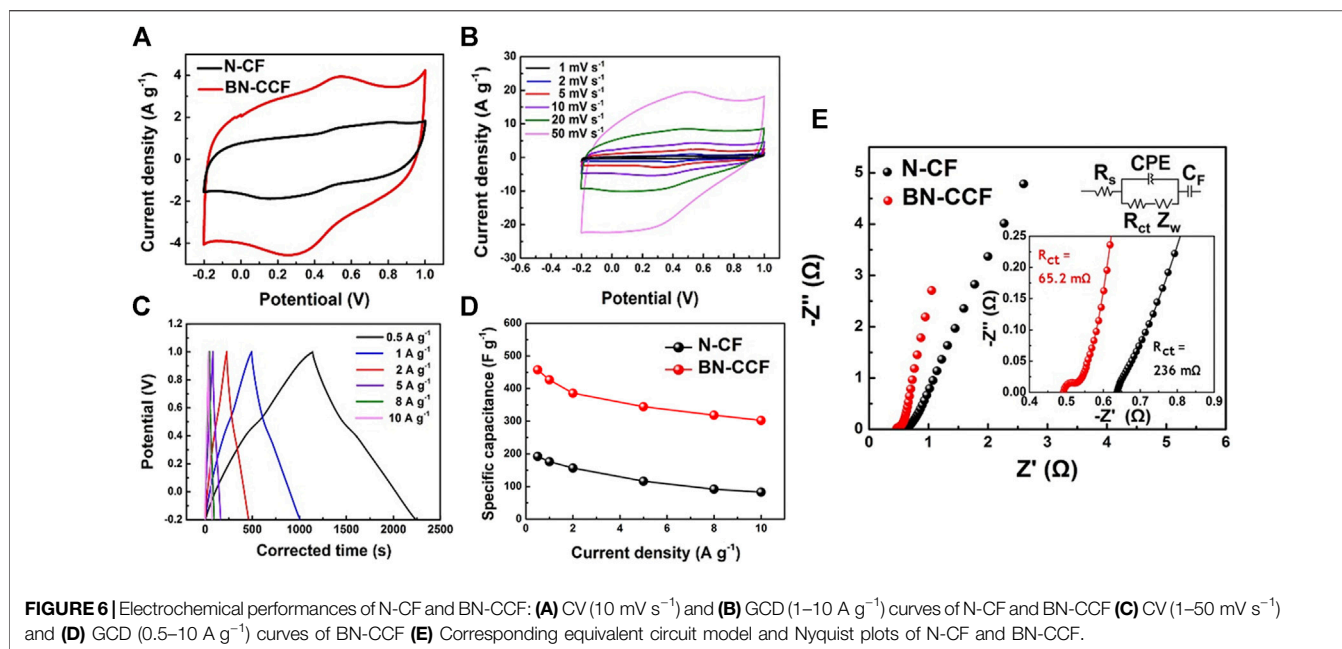 A
N-CF
BN-CCF
Current density (A g⁻¹)
4
2
0
-2
-4
-0.2 0.0 0.2 0.4 0.6 0.8 1.0
Potentioal (V)
B
1 mV s⁻¹
2 mV s⁻¹
5 mV s⁻¹
10 mV s⁻¹
20 mV s⁻¹
50 mV s⁻¹
Current density (A g⁻¹)
30
20
10
0
-10
-20
-30
-0.6 -0.4 -0.2 0.0 0.2 0.4 0.6 0.8 1.0
Potential (V)
C
0.5 A g⁻¹
1 A g⁻¹
2 A g⁻¹
5 A g⁻¹
8 A g⁻¹
10 A g⁻¹
Potential (V)
1.2
1.0
0.8
0.6
0.4
0.2
0.0
-0.2
0 500 1000 1500 2000 2500
Corrected time (s)
D
N-CF
BN-CCF
Specific capacitance (F g⁻¹)
600
500
400
300
200
100
0
0 2 4 6 8 10
Current density (A g⁻¹)
E
N-CF
BN-CCF
-Z'' (Ω)
5
4
3
2
1
0
0 1 2 3 4 5 6
Z' (Ω)
CPE
Rs
CF
Rct Zw
Rct =
65.2 mΩ
Rct =
236 mΩ
-Z'' (Ω)
0.25
0.20
0.15
0.10
0.05
0.00
0.4 0.5 0.6 0.7 0.8 0.9
-Z' (Ω)
FIGURE 6 | Electrochemical performances of N-CF and BN-CCF: (A) CV (10 mV s⁻¹) and (B) GCD (1–10 A g⁻¹) curves of N-CF and BN-CCF (C) CV (1–50 mV s⁻¹)
and (D) GCD (0.5–10 A g⁻¹) curves of BN-CCF (E) Corresponding equivalent circuit model and Nyquist plots of N-CF and BN-CCF.